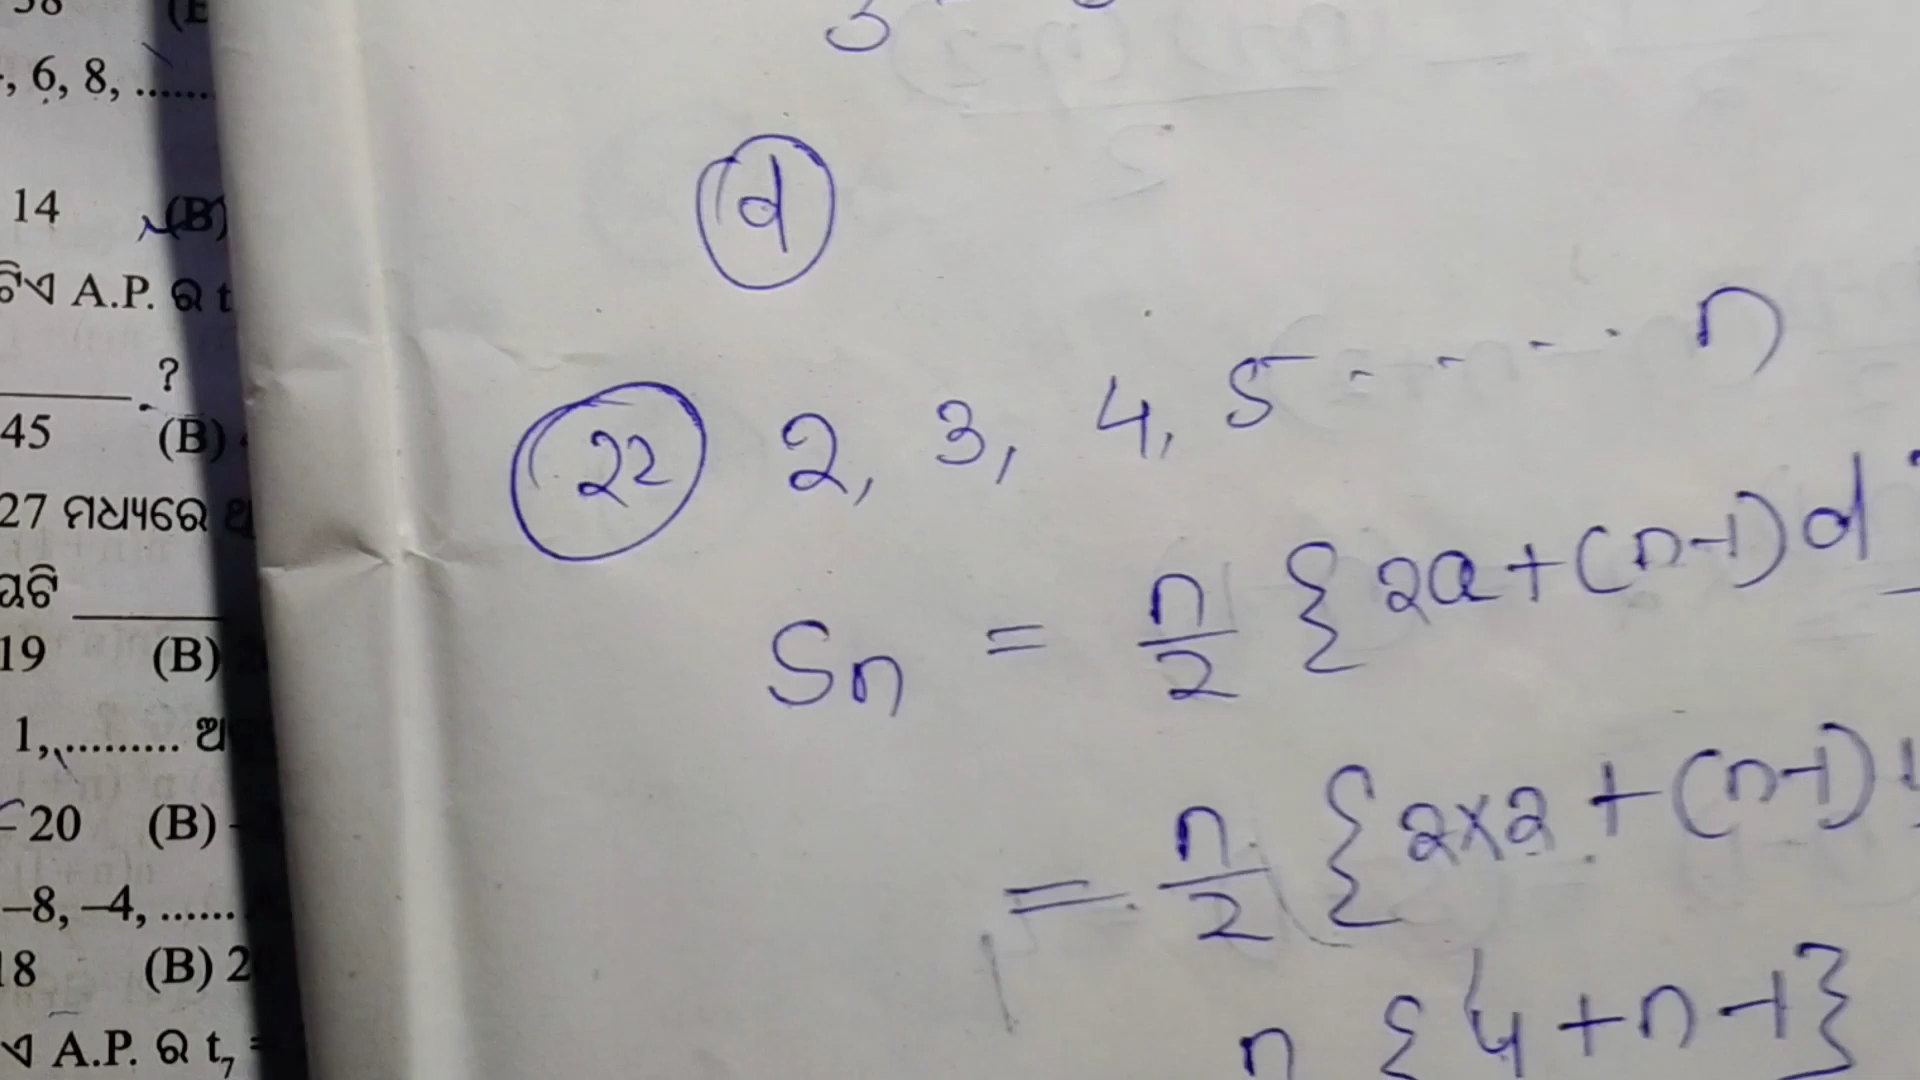 , 6, 8, .......
14 (B)
A.P. ର t
?
45 (B)
27 ମଧ୍ୟରେ
19 (B)
1, .........
–20 (B)
–8, –4, ......
18 (B) 2
A.P. ର t₇
d
22 2, 3, 4, 5 - - - - - n
Sn = n/2 {2a+(n-1)d
= n/2 {2×2+(n-1)
n {4+n-1}